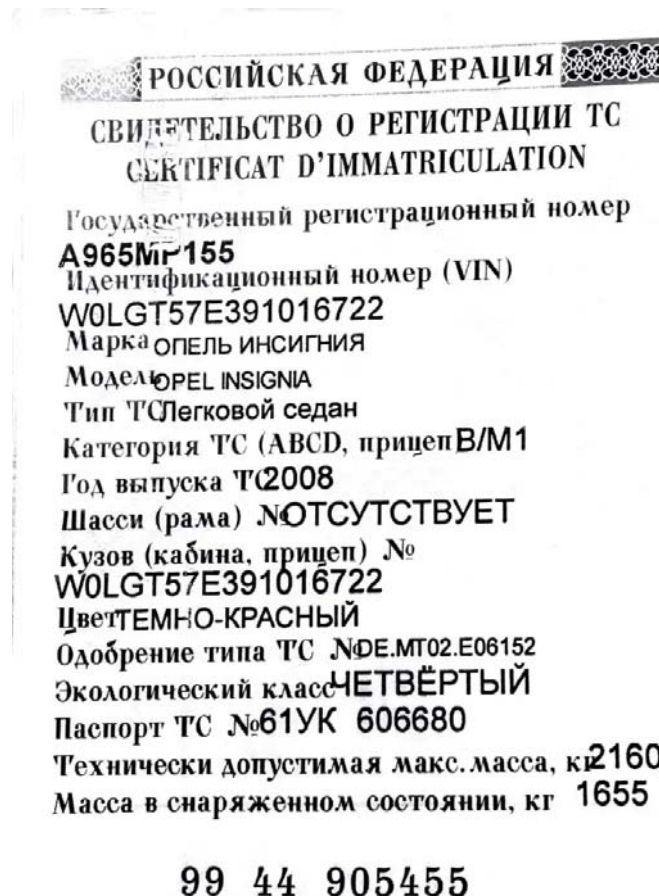 РОССИЙСКАЯ ФЕДЕРАЦИЯ
СВИДЕТЕЛЬСТВО О РЕГИСТРАЦИИ ТС
CERTIFICAT D'IMMATRICULATION
Государственный регистрационный номер
А965МР155
Идентификационный номер (VIN)
W0LGT57E391016722
Марка ОПЕЛЬ ИНСИГНИЯ
Модель OPEL INSIGNIA
Тип ТС Легковой седан
Категория ТС (ABCD, прицеп B/M1
Год выпуска ТС 2008
Шасси (рама) № ОТСУТСТВУЕТ
Кузов (кабина, прицеп) №
W0LGT57E391016722
Цвет ТЕМНО-КРАСНЫЙ
Одобрение типа ТС № DE.MT02.E06152
Экологический класс ЧЕТВЁРТЫЙ
Паспорт ТС № 61УК 606680
Технически допустимая макс. масса, кг 2160
Масса в снаряженном состоянии, кг 1655
99 44 905455